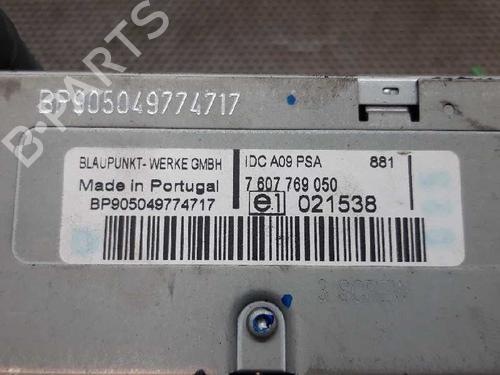 BP905049774717
BLAUPUNKT- WERKE GMBH
Made in Portugal
BP905049774717
IDC A09 PSA 881
7 607 769 050
e1 021538
B-PARTS